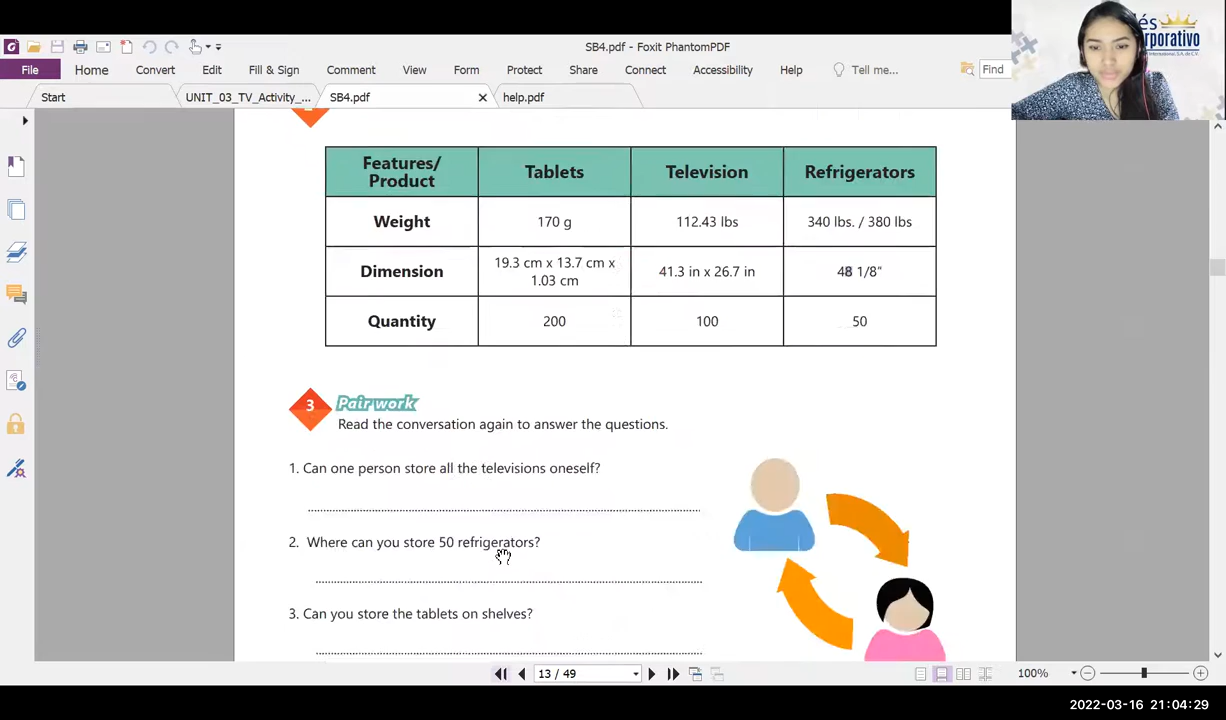 SB4.pdf - Foxit PhantomPDF
és
orporativo
Internacional, S.A. de C.V.
File Home Convert Edit Fill & Sign Comment View Form Protect Share Connect Accessibility Help Tell me... Find
Start UNIT_03_TV_Activity_... SB4.pdf help.pdf
Features/ Product Tablets Television Refrigerators
Weight 170 g 112.43 lbs 340 lbs. / 380 lbs
Dimension 19.3 cm x 13.7 cm x 1.03 cm 41.3 in x 26.7 in 48 1/8"
Quantity 200 100 50
3 Pair work
Read the conversation again to answer the questions.
1. Can one person store all the televisions oneself?
2. Where can you store 50 refrigerators?
3. Can you store the tablets on shelves?
13 / 49 100%
2022-03-16 21:04:29